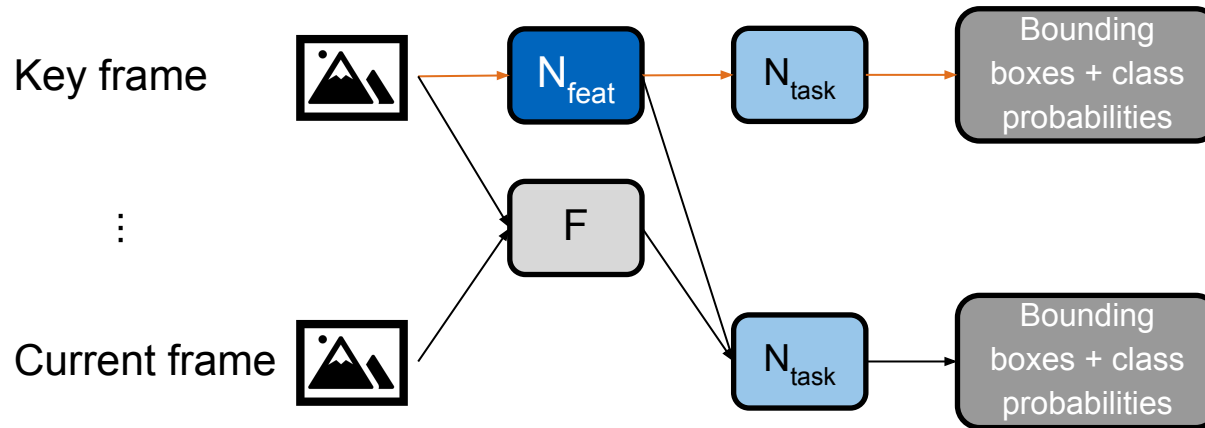 Key frame
N_feat
N_task
Bounding
boxes + class
probabilities
⋮
F
Current frame
N_task
Bounding
boxes + class
probabilities